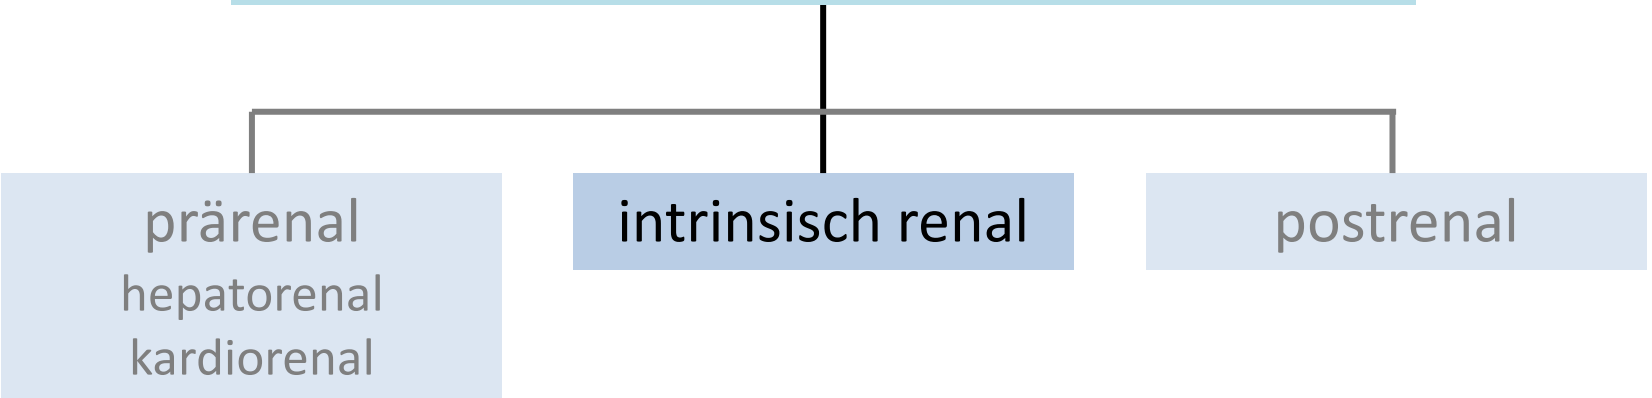 prärenal
hepatorenal
kardiorenal
intrinsisch renal
postrenal